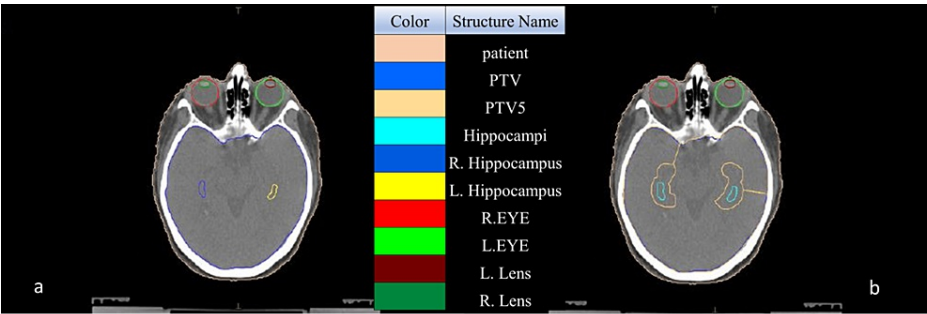 Color Structure Name
patient
PTV
PTV5
Hippocampi
R. Hippocampus
L. Hippocampus
R.EYE
L.EYE
L. Lens
R. Lens
a
b